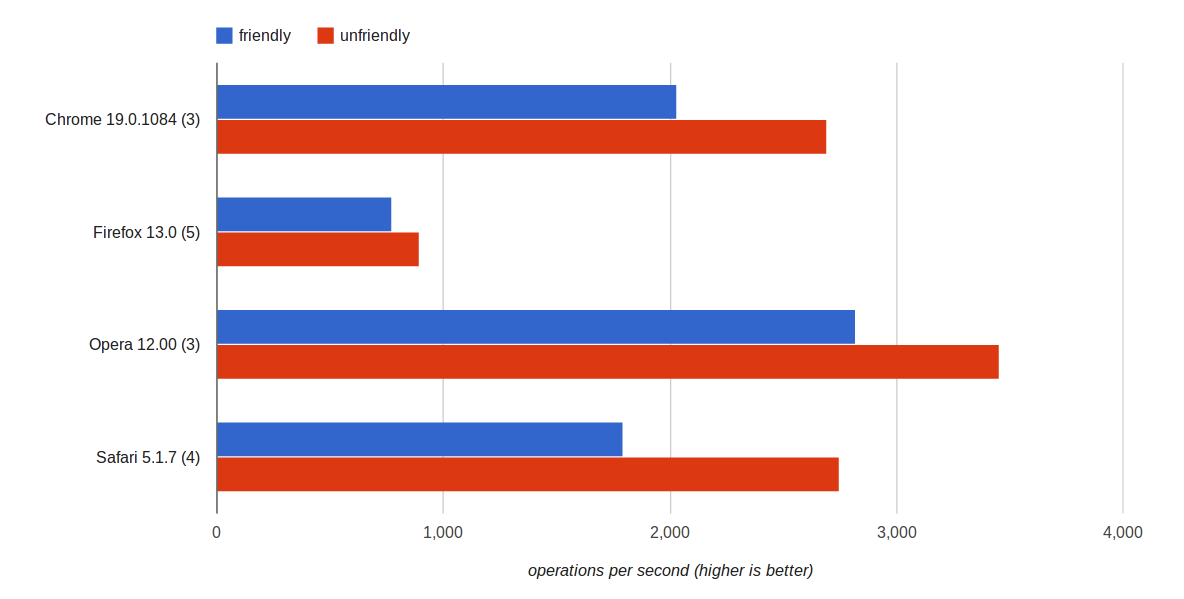 friendly unfriendly
Chrome 19.0.1084 (3)
Firefox 13.0 (5)
Opera 12.00 (3)
Safari 5.1.7 (4)
0 1,000 2,000 3,000 4,000
operations per second (higher is better)